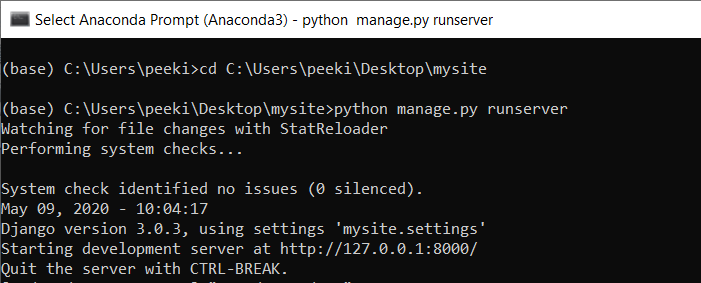 Select Anaconda Prompt (Anaconda3) - python  manage.py runserver
(base) C:\Users\peeki>cd C:\Users\peeki\Desktop\mysite
(base) C:\Users\peeki\Desktop\mysite>python manage.py runserver
Watching for file changes with StatReloader
Performing system checks...
System check identified no issues (0 silenced).
May 09, 2020 - 10:04:17
Django version 3.0.3, using settings 'mysite.settings'
Starting development server at http://127.0.0.1:8000/
Quit the server with CTRL-BREAK.